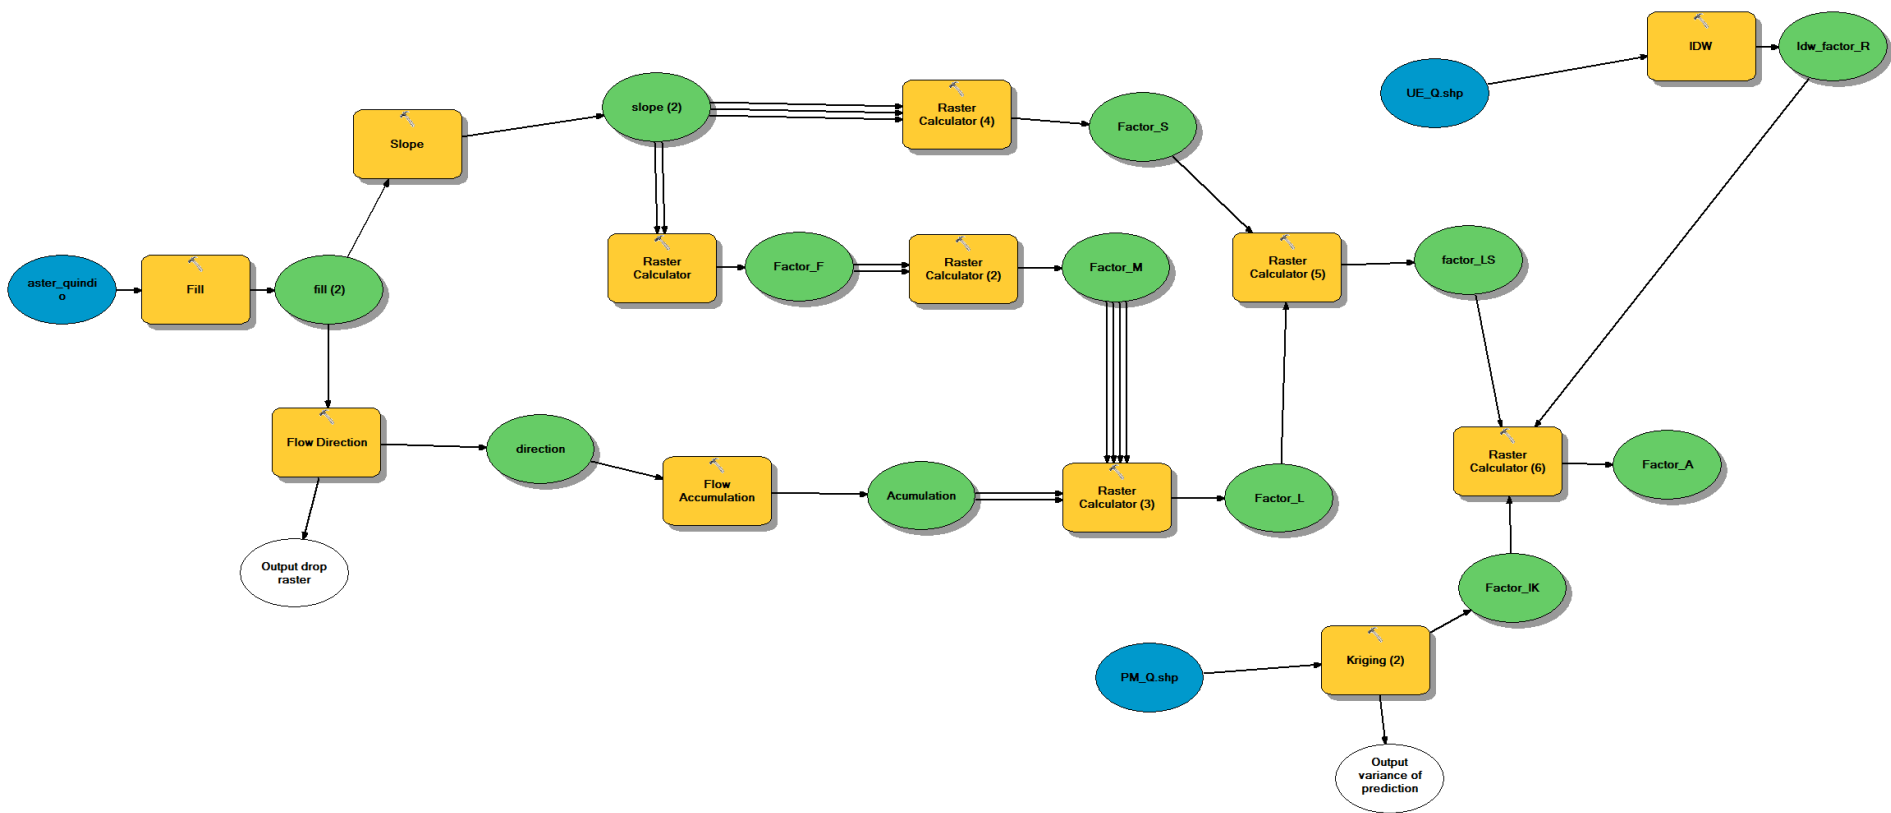 IDW
Idw_factor_R
UE_Q.shp
slope (2)
Raster
Calculator (4)
Factor_S
Slope
Raster
Calculator
Factor_F
Raster
Calculator (2)
Factor_M
Raster
Calculator (5)
factor_LS
aster_quindi
o
Fill
fill (2)
Flow Direction
direction
Flow
Accumulation
Acumulation
Raster
Calculator (3)
Factor_L
Raster
Calculator (6)
Factor_A
Output drop
raster
Factor_IK
PM_Q.shp
Kriging (2)
Output
variance of
prediction